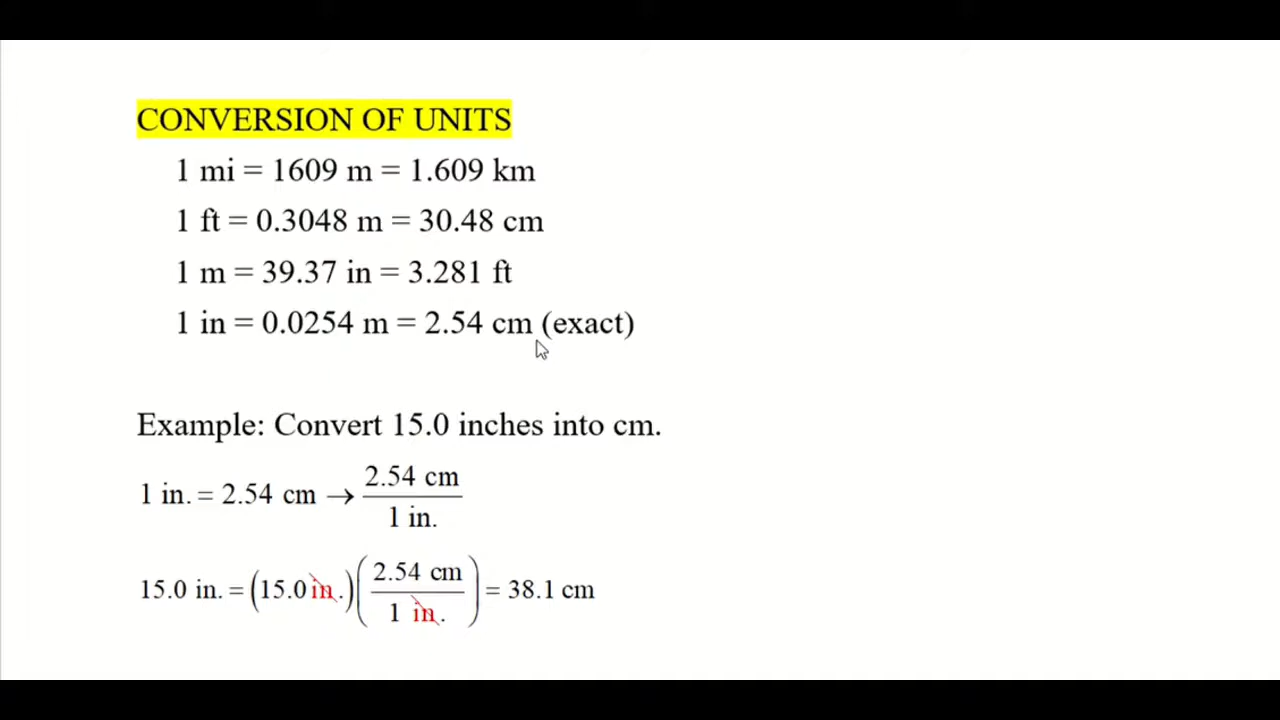 CONVERSION OF UNITS
1 mi = 1609 m = 1.609 km
1 ft = 0.3048 m = 30.48 cm
1 m = 39.37 in = 3.281 ft
1 in = 0.0254 m = 2.54 cm (exact)
Example: Convert 15.0 inches into cm.
1 in. = 2.54 cm → 2.54 cm / 1 in.
15.0 in. = (15.0 in.)(2.54 cm / 1 in.) = 38.1 cm